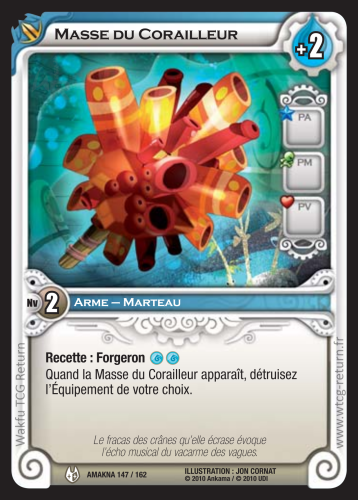 Masse du Corailleur
+2
PA
PM
PV
Nv 2 Arme – Marteau
Recette : Forgeron
Quand la Masse du Corailleur apparaît, détruisez
l'Équipement de votre choix.
Le fracas des crânes qu'elle écrase évoque
l'écho musical du vacarme des vagues.
AMAKNA 147 / 162
ILLUSTRATION : JON CORNAT
© 2010 Ankama / © 2010 UDI
Wakfu TCG Return
www.wtcg-return.fr